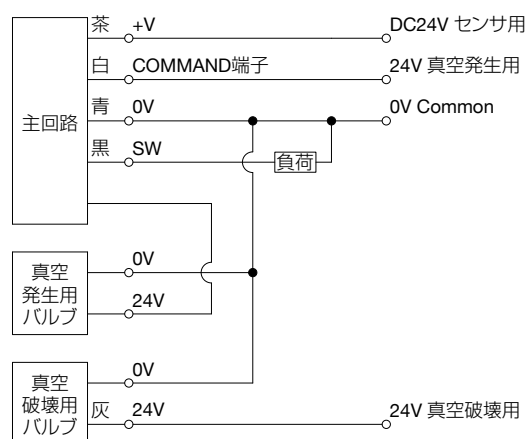 茶 +V DC24V センサ用
白 COMMAND端子 24V 真空発生用
青 0V 0V Common
主回路
黒 SW
負荷
0V
真空
発生用
バルブ
24V
0V
真空
破壊用
バルブ
灰 24V 24V 真空破壊用